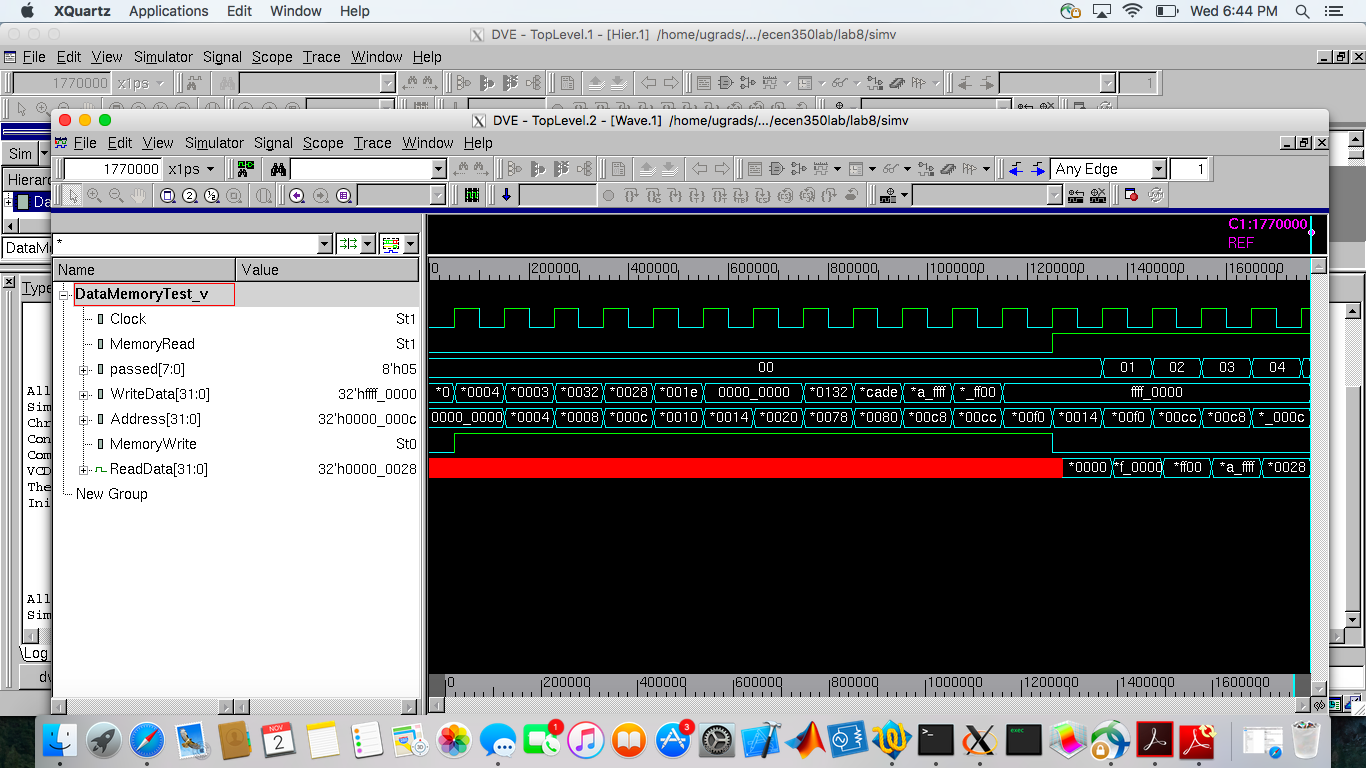 XQuartz Applications Edit Window Help Wed 6:44 PM
DVE - TopLevel.1 - [Hier.1] /home/ugrads/.../ecen350lab/lab8/simv
File Edit View Simulator Signal Scope Trace Window Help
1770000 x1ps 1
DVE - TopLevel.2 - [Wave.1] /home/ugrads/.../ecen350lab/lab8/simv
File Edit View Simulator Signal Scope Trace Window Help
Sim
1770000 x1ps Any Edge 1
Hierar
Da
C1:1770000
REF
DataM
*
Name Value
0 200000 400000 600000 800000 1000000 1200000 1400000 1600000
Type
DataMemoryTest_v
Clock St1
MemoryRead St1
passed[7:0] 8'h05 00 01 02 03 04
WriteData[31:0] 32'hffff_0000 *0 *0004 *0003 *0032 *0028 *001e 0000_0000 *0132 *cade *a_ffff *_ff00 ffff_0000
Address[31:0] 32'h0000_000c 0000_0000 *0004 *0008 *000c *0010 *0014 *0020 *0078 *0080 *00c8 *00cc *00f0 *0014 *00f0 *00cc *00c8 *_000c
MemoryWrite St0
ReadData[31:0] 32'h0000_0028 *0000 *f_0000 *ff00 *a_ffff *0028
New Group
All
Sim
Chr
Con
Com
VCD
The
Ini
All
Sim
Log
0 200000 400000 600000 800000 1000000 1200000 1400000 1600000
dv
NOV
2
1
3
3D
exec